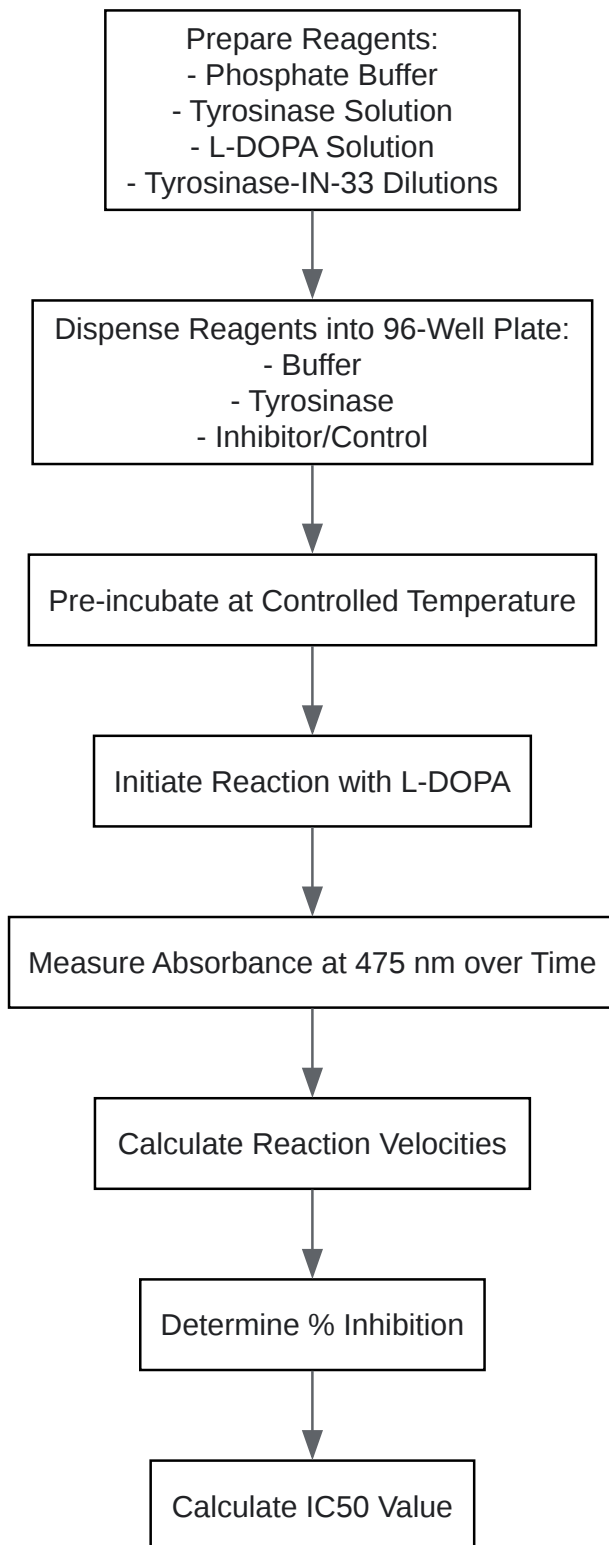 Prepare Reagents:
- Phosphate Buffer
- Tyrosinase Solution
- L-DOPA Solution
- Tyrosinase-IN-33 Dilutions
Dispense Reagents into 96-Well Plate:
- Buffer
- Tyrosinase
- Inhibitor/Control
Pre-incubate at Controlled Temperature
Initiate Reaction with L-DOPA
Measure Absorbance at 475 nm over Time
Calculate Reaction Velocities
Determine % Inhibition
Calculate IC50 Value